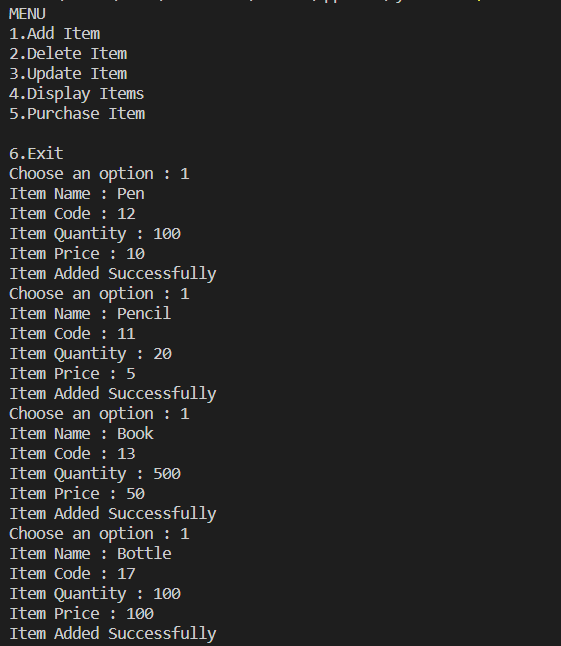 MENU
1.Add Item
2.Delete Item
3.Update Item
4.Display Items
5.Purchase Item
6.Exit
Choose an option : 1
Item Name : Pen
Item Code : 12
Item Quantity : 100
Item Price : 10
Item Added Successfully
Choose an option : 1
Item Name : Pencil
Item Code : 11
Item Quantity : 20
Item Price : 5
Item Added Successfully
Choose an option : 1
Item Name : Book
Item Code : 13
Item Quantity : 500
Item Price : 50
Item Added Successfully
Choose an option : 1
Item Name : Bottle
Item Code : 17
Item Quantity : 100
Item Price : 100
Item Added Successfully